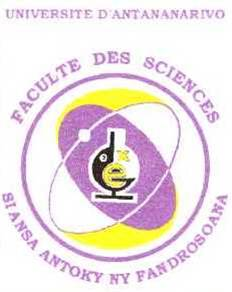 UNIVERSITE D'ANTANANARIVO
FACULTE DES SCIENCES
e x
SIANSA ANTOKY NY FANDROSOANA